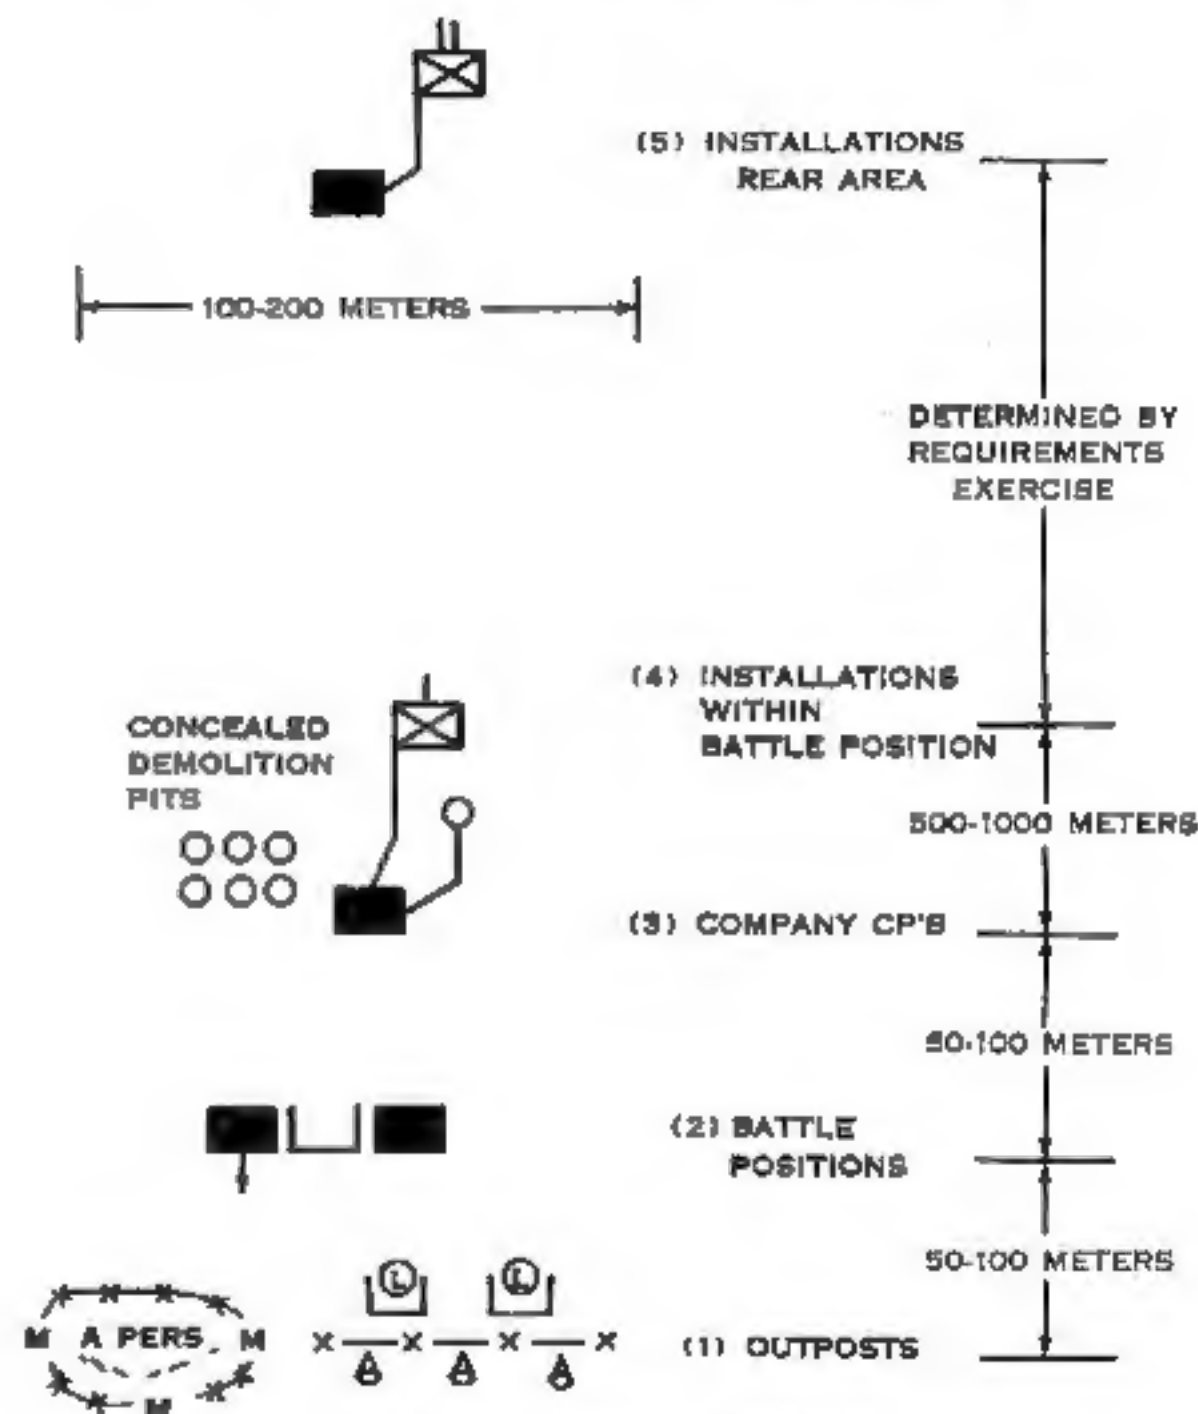 (5) INSTALLATIONS
REAR AREA
100-200 METERS
DETERMINED BY
REQUIREMENTS
EXERCISE
(4) INSTALLATIONS
WITHIN
BATTLE POSITION
CONCEALED
DEMOLITION
PITS
500-1000 METERS
(3) COMPANY CP'S
50-100 METERS
(2) BATTLE
POSITIONS
50-100 METERS
L L
M A PERS. M
X X X X
(1) OUTPOSTS
M